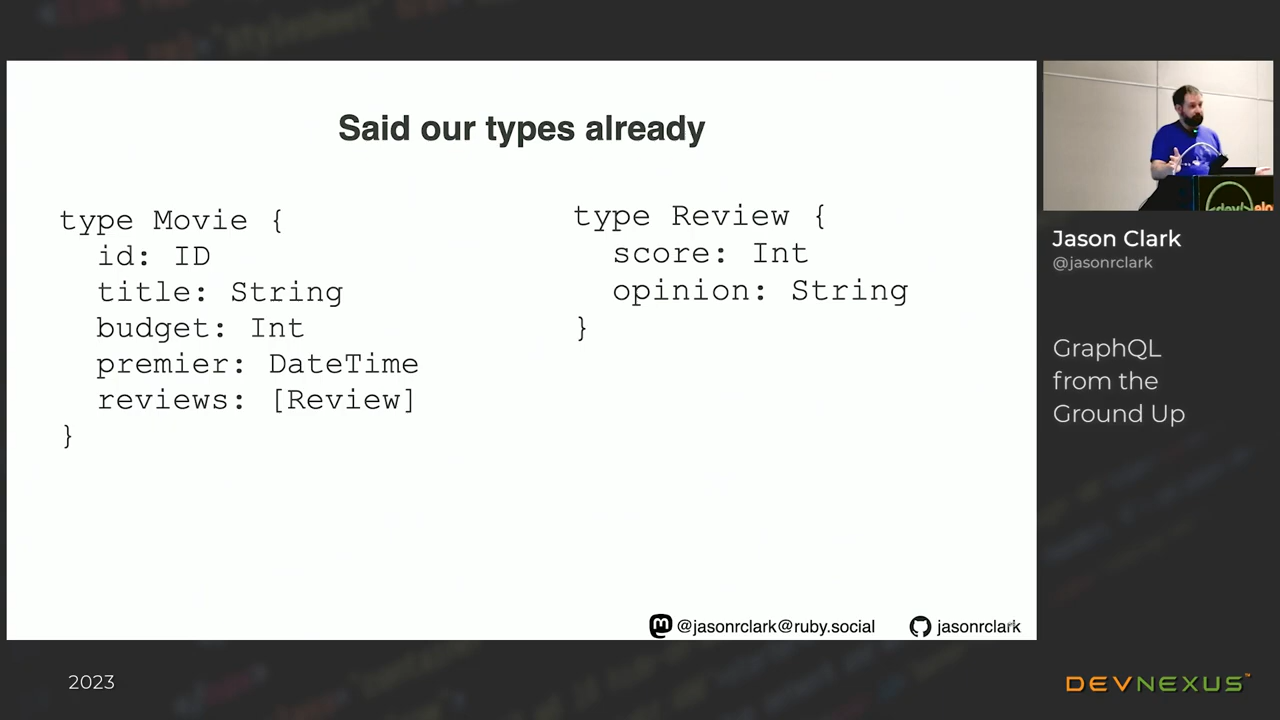 Said our types already
type Movie {
id: ID
title: String
budget: Int
premier: DateTime
reviews: [Review]
}
type Review {
score: Int
opinion: String
}
@jasonrclark@ruby.social
jasonrclark
Jason Clark
@jasonrclark
GraphQL
from the
Ground Up
2023
DEVNEXUS™